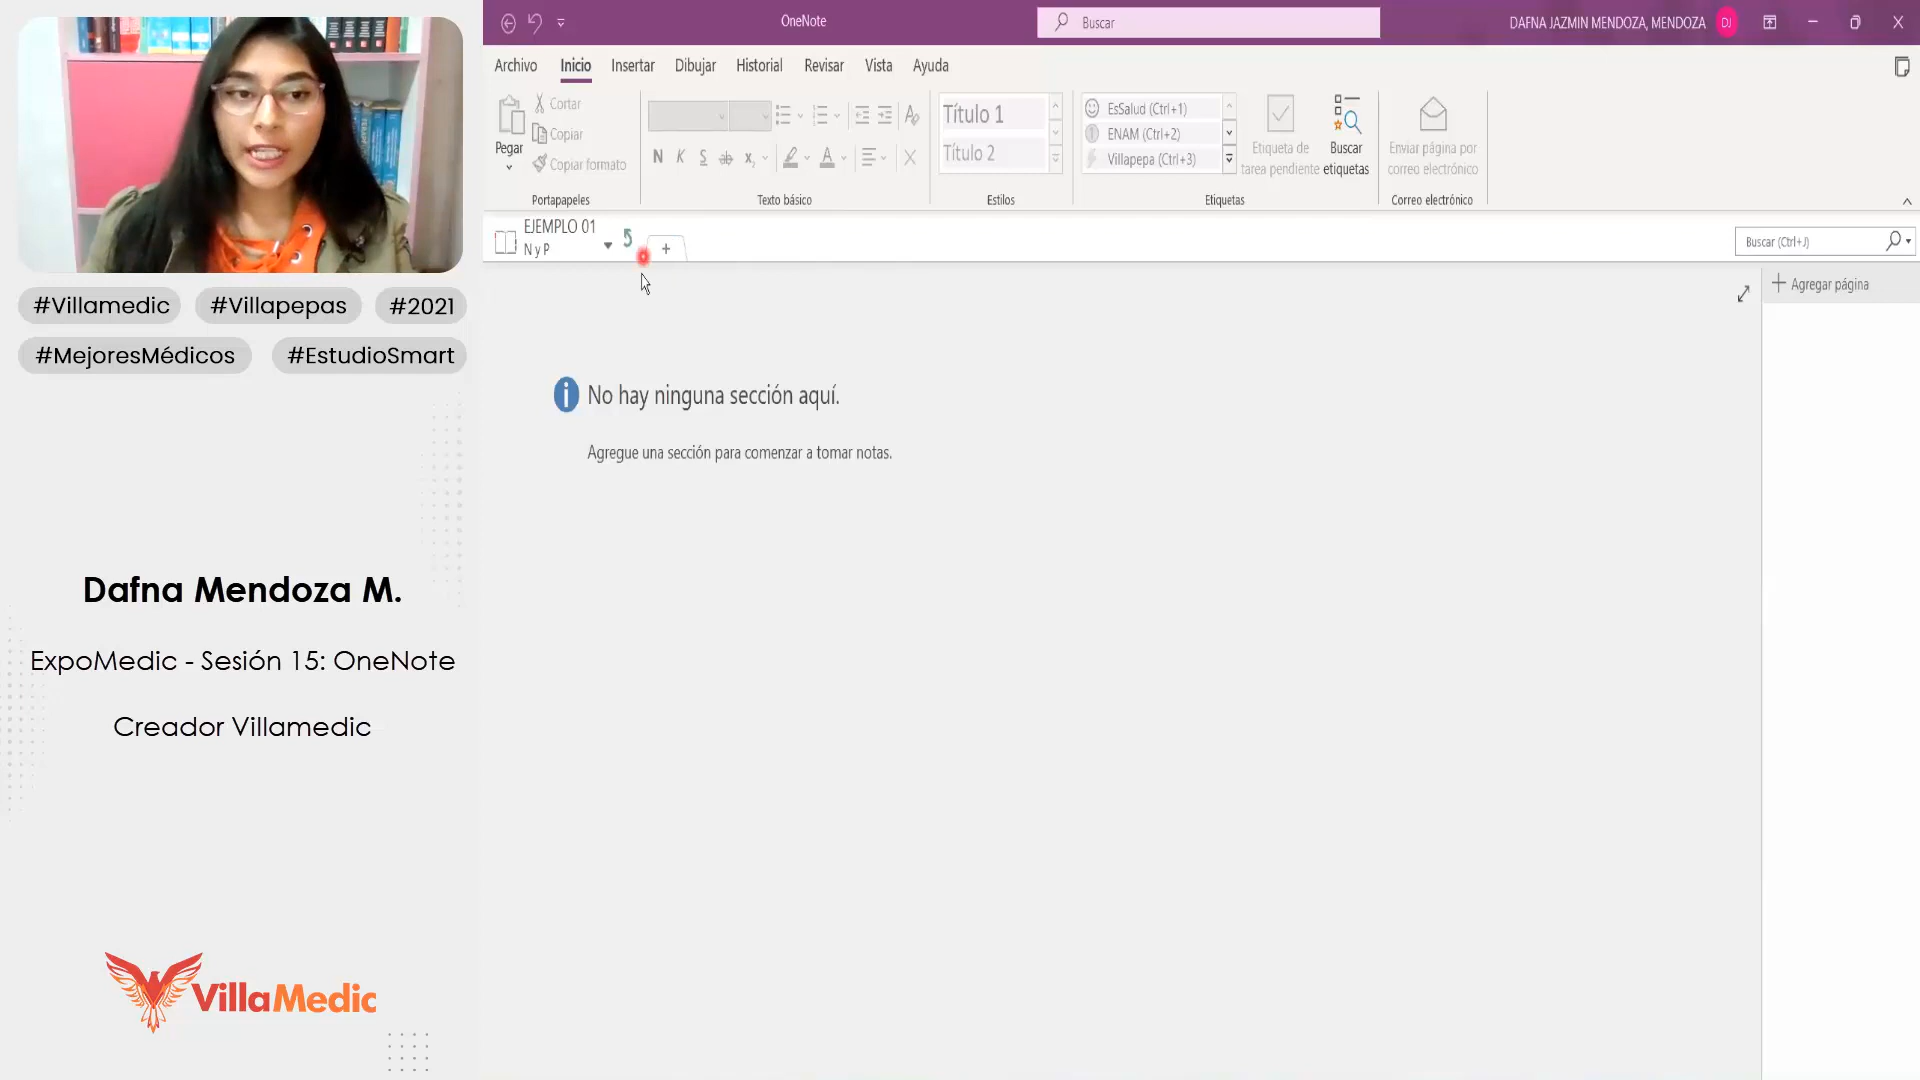 #Villamedic #Villapepas #2021
#MejoresMédicos #EstudioSmart
Dafna Mendoza M.
ExpoMedic - Sesión 15: OneNote
Creador Villamedic
VillaMedic
OneNote
Buscar
DAFNA JAZMIN MENDOZA, MENDOZA DJ
Archivo Inicio Insertar Dibujar Historial Revisar Vista Ayuda
Pegar
Cortar
Copiar
Copiar formato
Portapapeles
N K S ab x
Texto básico
Título 1
Título 2
Estilos
EsSalud (Ctrl+1)
ENAM (Ctrl+2)
Villapepa (Ctrl+3)
Etiqueta de
tarea pendiente
Buscar
etiquetas
Etiquetas
Enviar página por
correo electrónico
Correo electrónico
EJEMPLO 01
N y P
+
Buscar (Ctrl+J)
Agregar página
No hay ninguna sección aquí.
Agregue una sección para comenzar a tomar notas.